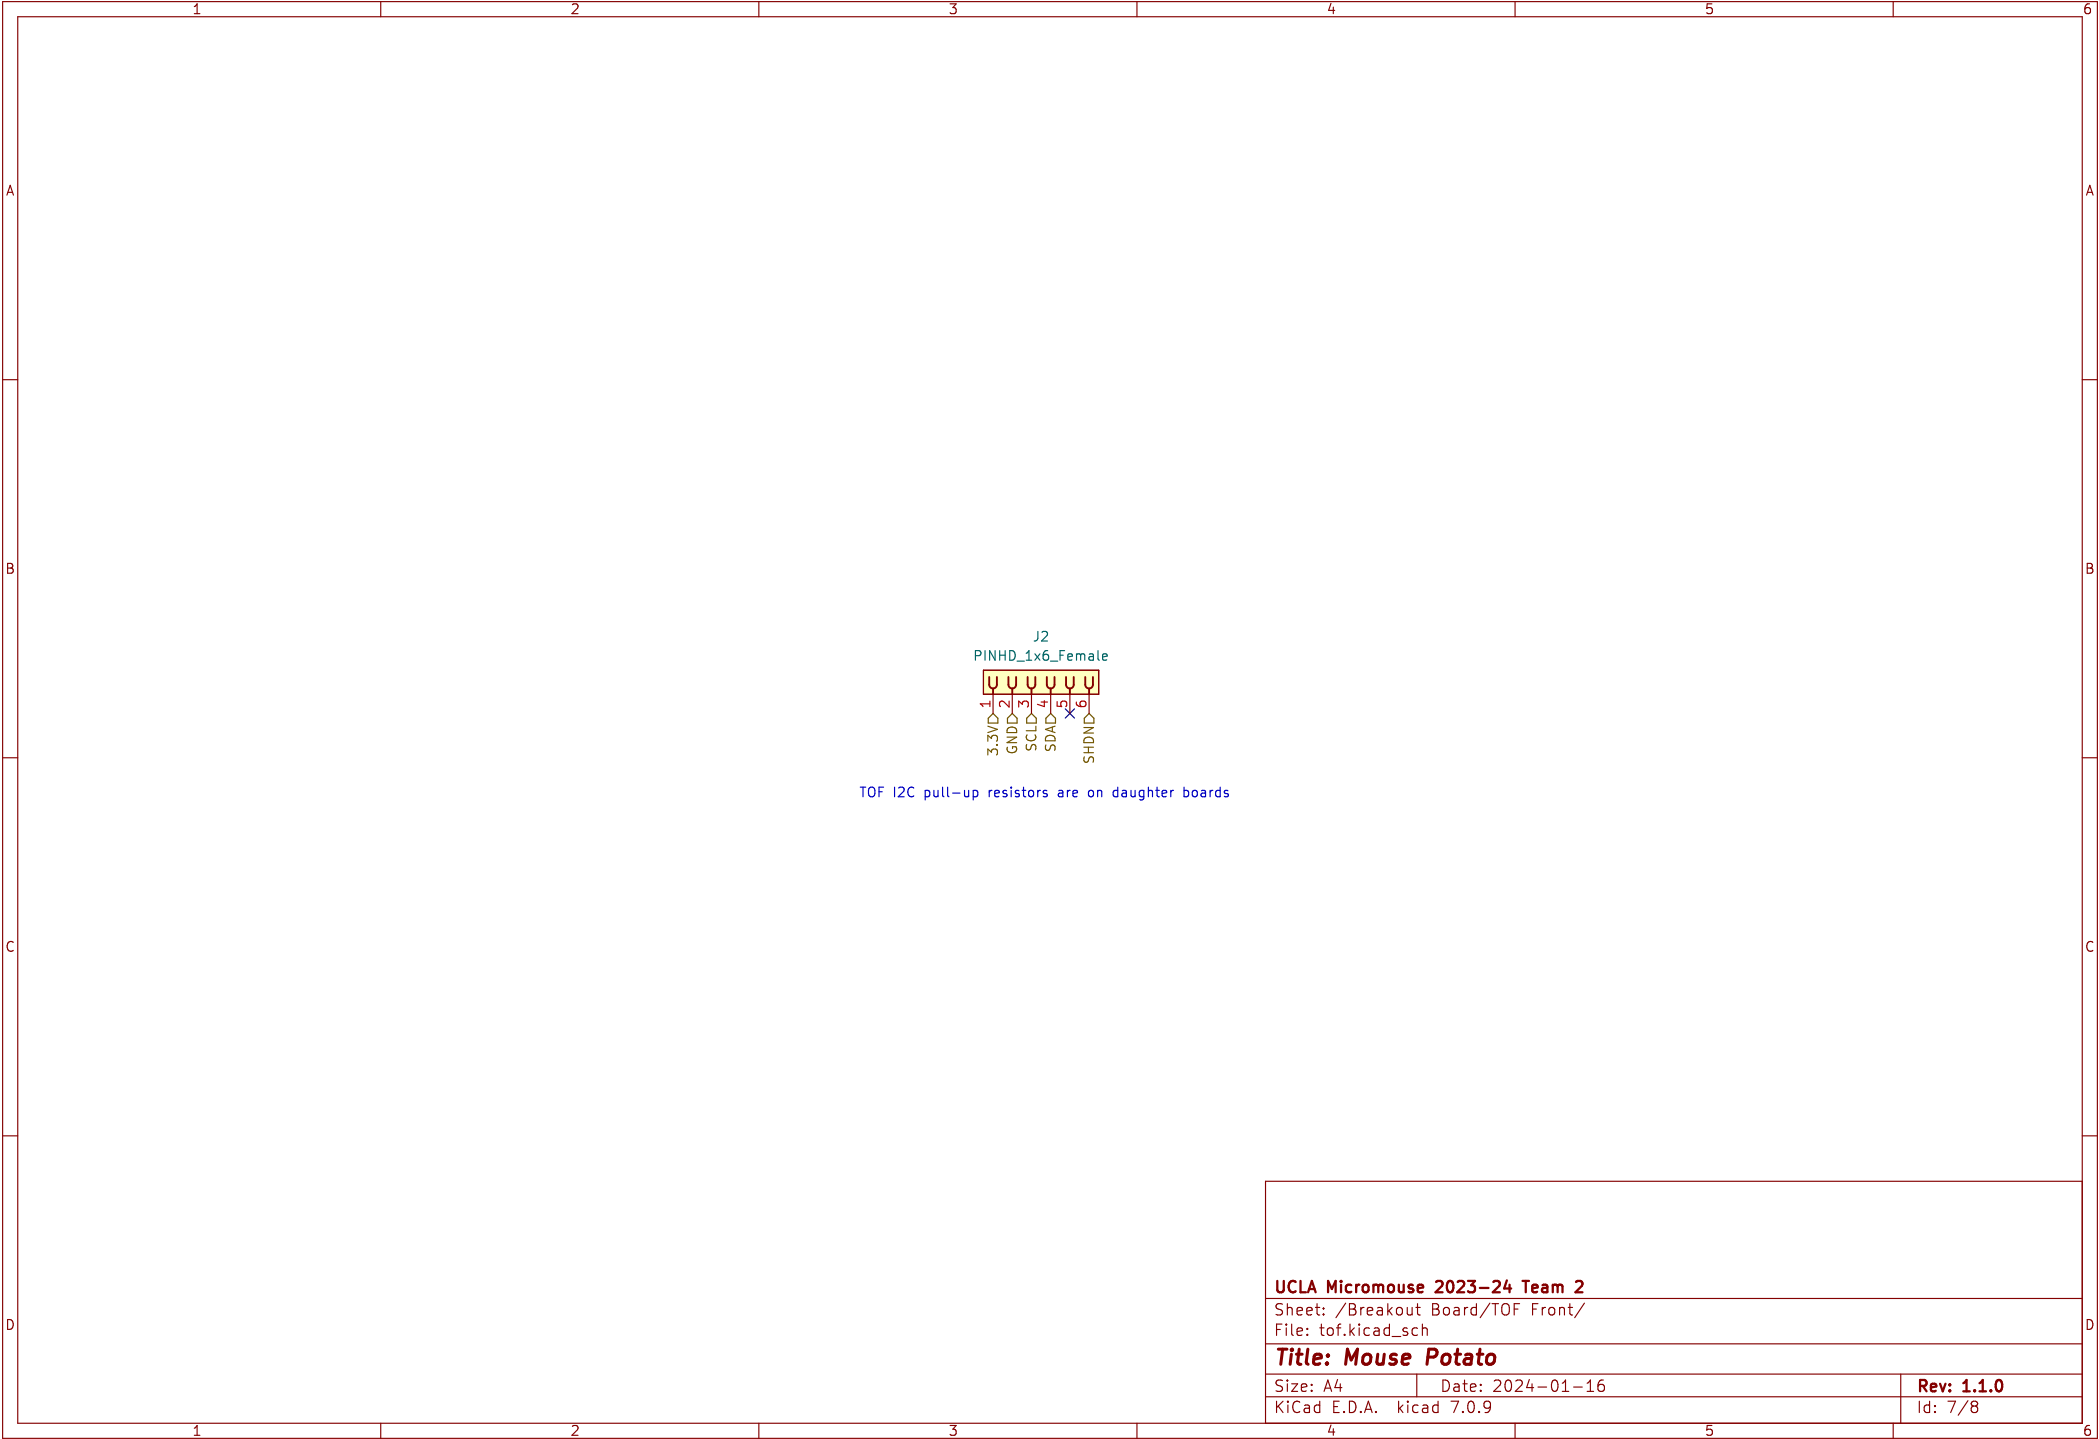 1 2 3 4 5 6
A A
B B
J2
PINHD_1x6_Female
1 2 3 4 5 6
3.3V GND SCL SDA SHDN
TOF I2C pull-up resistors are on daughter boards
C C
UCLA Micromouse 2023-24 Team 2
Sheet: /Breakout Board/TOF Front/
File: tof.kicad_sch
D D
Title: Mouse Potato
Size: A4 Date: 2024-01-16 Rev: 1.1.0
KiCad E.D.A. kicad 7.0.9 Id: 7/8
1 2 3 4 5 6